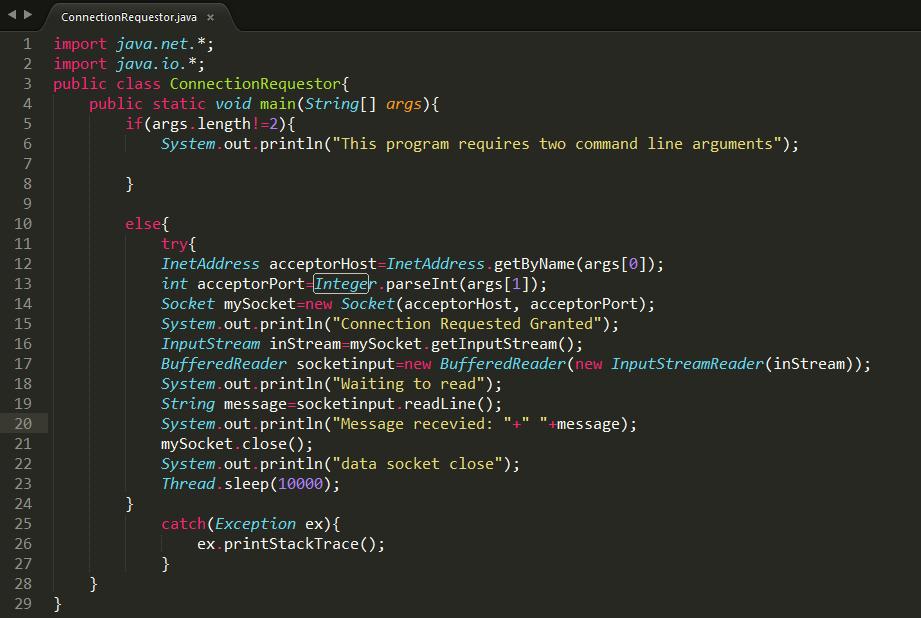 ConnectionRequestor.java ×
1 import java.net.*;
2 import java.io.*;
3 public class ConnectionRequestor{
4 public static void main(String[] args){
5 if(args.length!=2){
6 System.out.println("This program requires two command line arguments");
7
8 }
9
10 else{
11 try{
12 InetAddress acceptorHost=InetAddress.getByName(args[0]);
13 int acceptorPort=Integer.parseInt(args[1]);
14 Socket mySocket=new Socket(acceptorHost, acceptorPort);
15 System.out.println("Connection Requested Granted");
16 InputStream inStream=mySocket.getInputStream();
17 BufferedReader socketinput=new BufferedReader(new InputStreamReader(inStream));
18 System.out.println("Waiting to read");
19 String message=socketinput.readLine();
20 System.out.println("Message recevied: "+" "+message);
21 mySocket.close();
22 System.out.println("data socket close");
23 Thread.sleep(10000);
24 }
25 catch(Exception ex){
26 ex.printStackTrace();
27 }
28 }
29 }